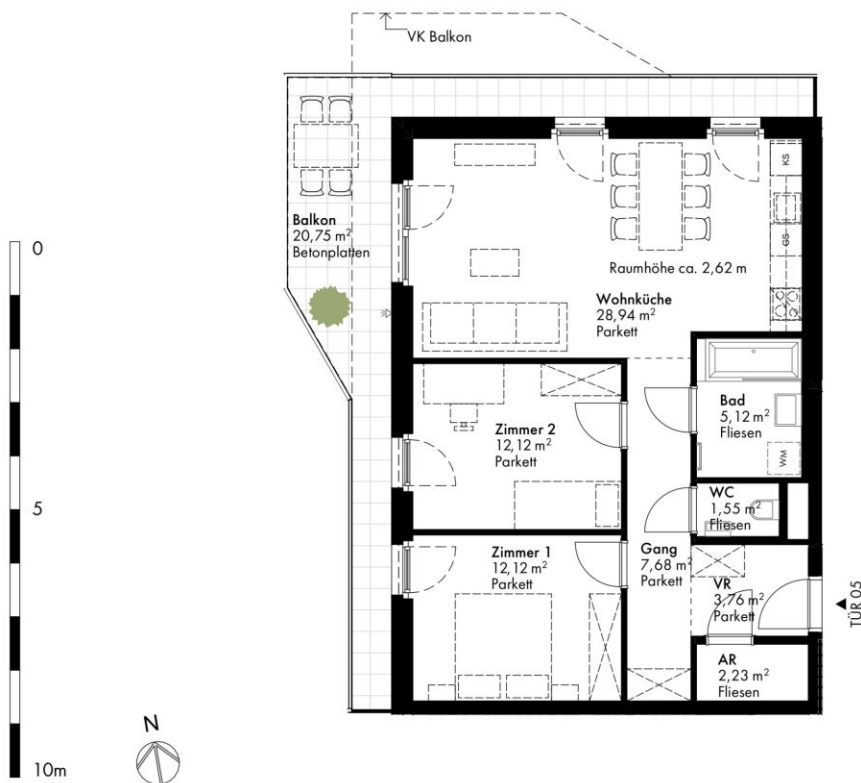 VK Balkon
KS
GS
Balkon
20,75 m²
Betonplatten
0
Raumhöhe ca. 2,62 m
Wohnküche
28,94 m²
Parkett
Bad
5,12 m²
Fliesen
WM
Zimmer 2
12,12 m²
Parkett
WC
1,55 m²
Fliesen
5
Zimmer 1
12,12 m²
Parkett
Gang
7,68 m²
Parkett
VR
3,76 m²
Parkett
TÜR 05
AR
2,23 m²
Fliesen
N
10m